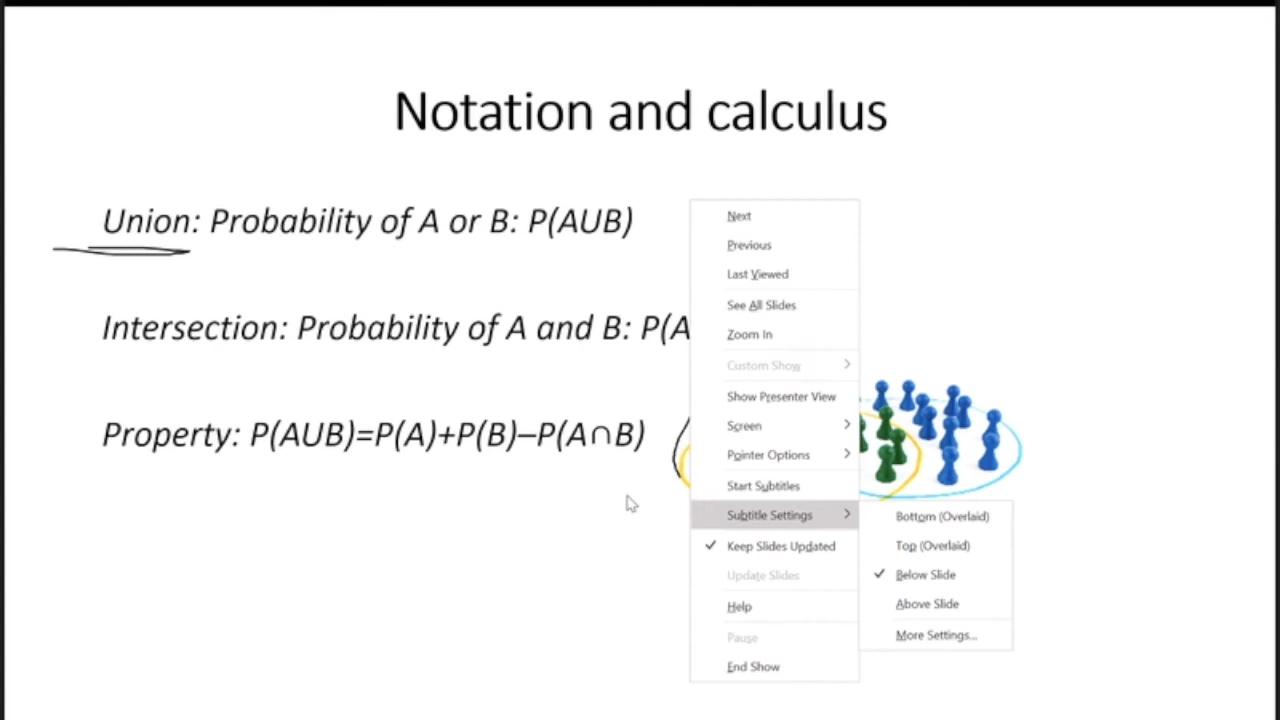 Notation and calculus
Union: Probability of A or B: P(AUB)
Intersection: Probability of A and B: P(A
Property: P(AUB)=P(A)+P(B)–P(A∩B)
Next
Previous
Last Viewed
See All Slides
Zoom In
Custom Show
Show Presenter View
Screen
Pointer Options
Start Subtitles
Subtitle Settings
Keep Slides Updated
Update Slides
Help
Pause
End Show
Bottom (Overlaid)
Top (Overlaid)
Below Slide
Above Slide
More Settings...